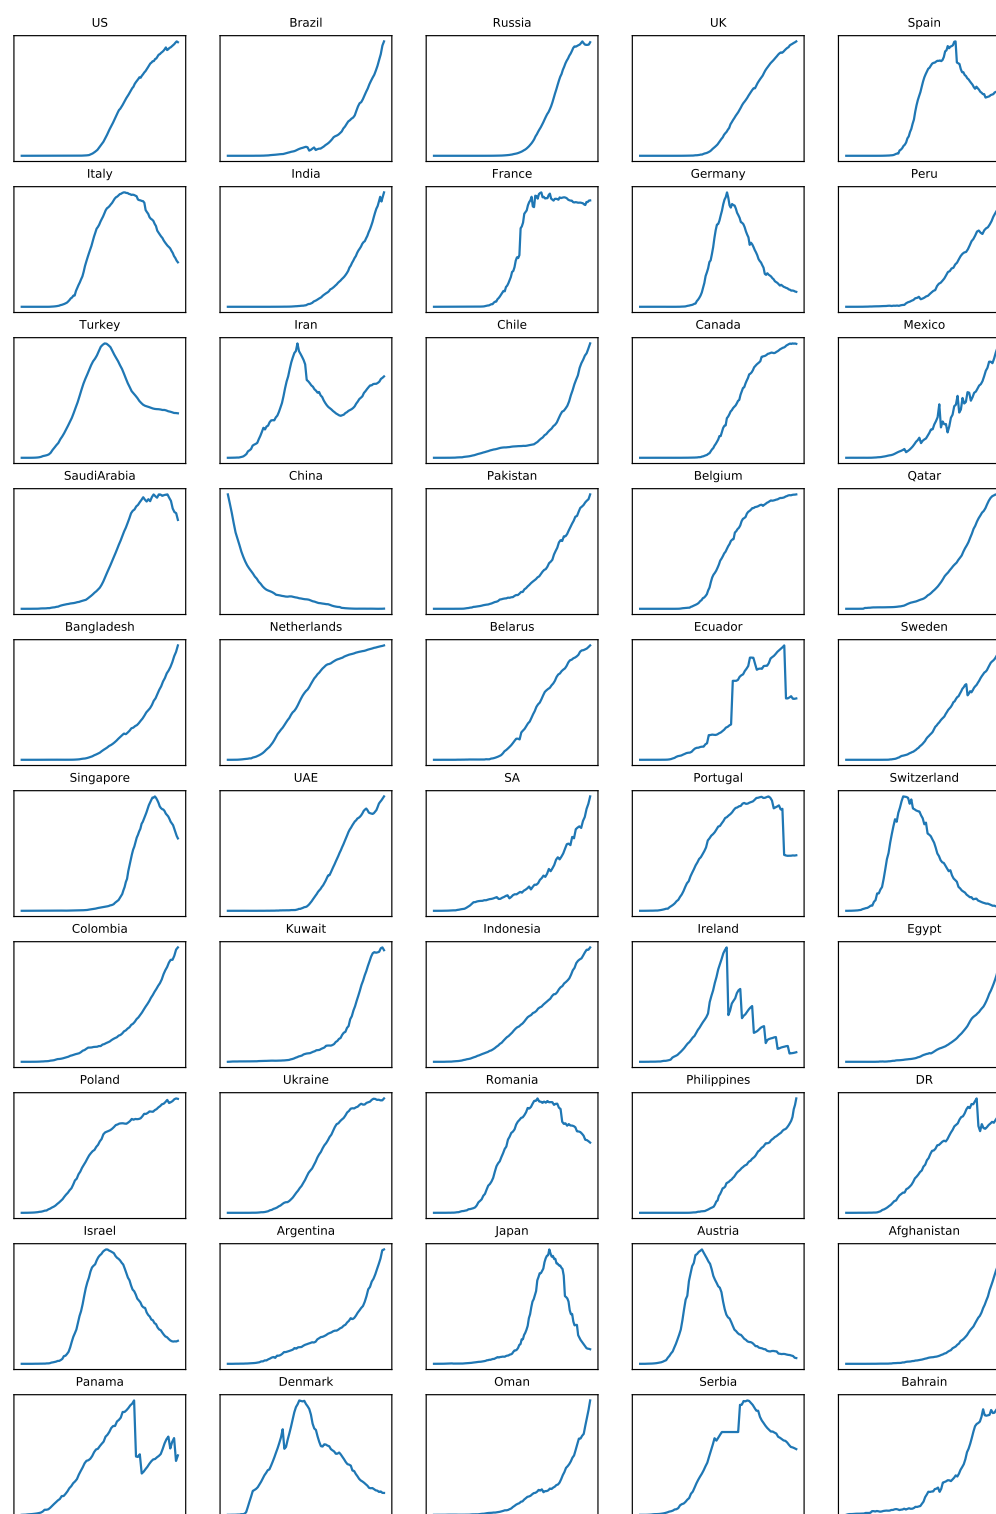 US Brazil Russia UK Spain
Italy India France Germany Peru
Turkey Iran Chile Canada Mexico
SaudiArabia China Pakistan Belgium Qatar
Bangladesh Netherlands Belarus Ecuador Sweden
Singapore UAE SA Portugal Switzerland
Colombia Kuwait Indonesia Ireland Egypt
Poland Ukraine Romania Philippines DR
Israel Argentina Japan Austria Afghanistan
Panama Denmark Oman Serbia Bahrain